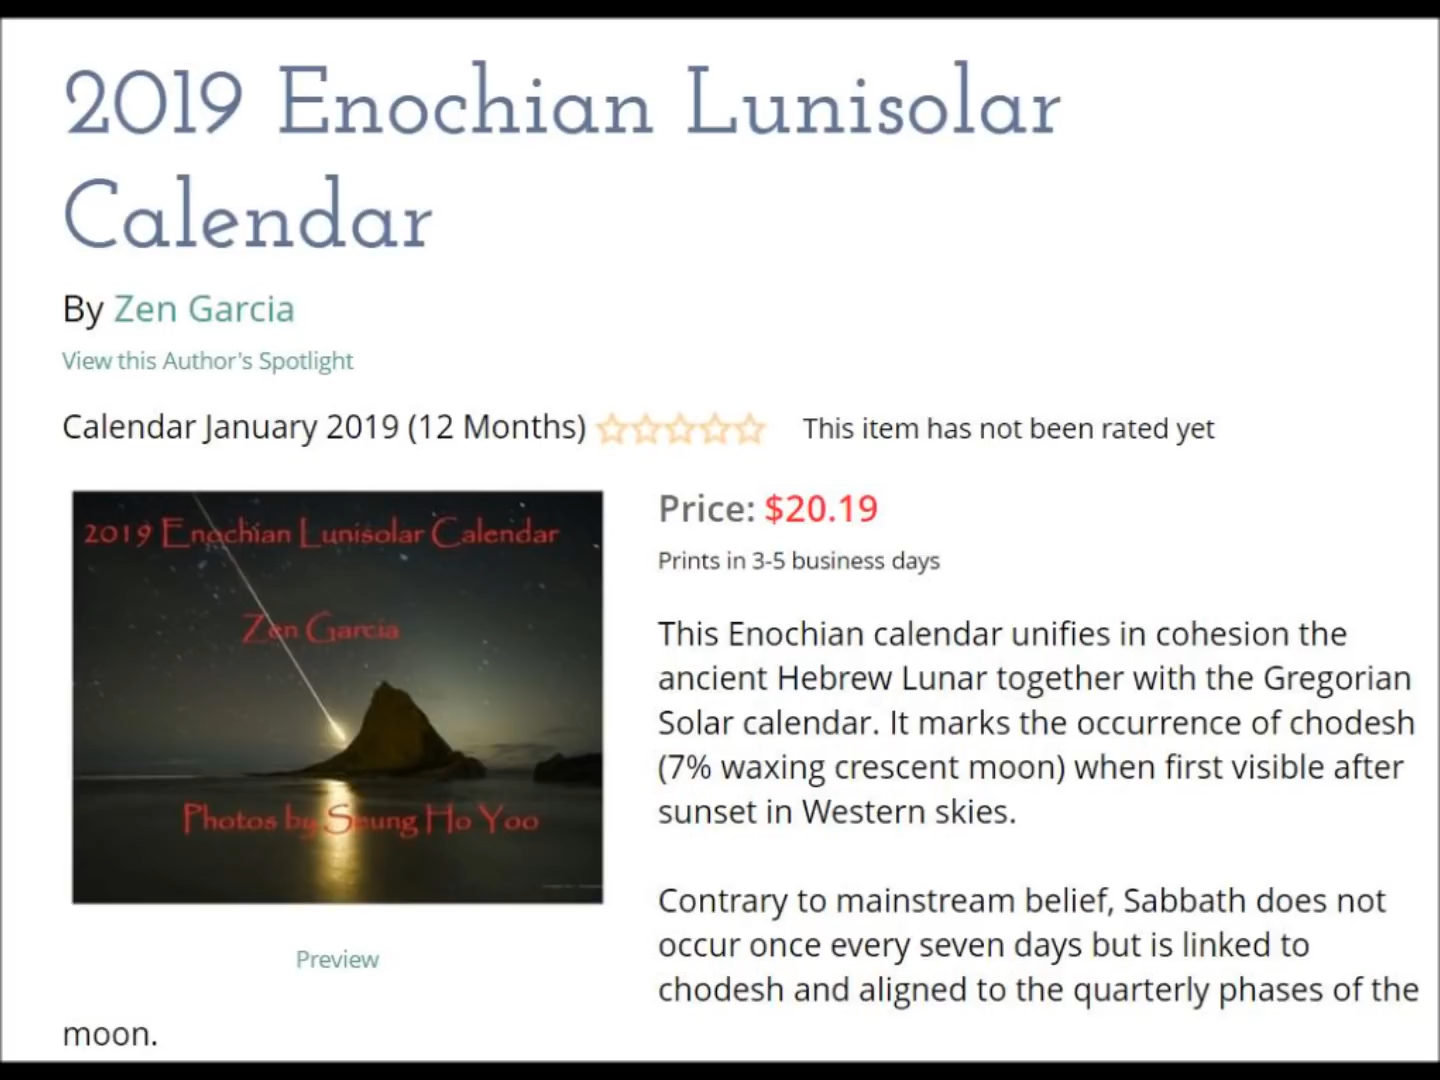 2019 Enochian Lunisolar
Calendar
By Zen Garcia
View this Author's Spotlight
Calendar January 2019 (12 Months) This item has not been rated yet
2019 Enochian Lunisolar Calendar
Zen Garcia
Photos by Seung Ho Yoo
Preview
Price: $20.19
Prints in 3-5 business days
This Enochian calendar unifies in cohesion the
ancient Hebrew Lunar together with the Gregorian
Solar calendar. It marks the occurrence of chodesh
(7% waxing crescent moon) when first visible after
sunset in Western skies.
Contrary to mainstream belief, Sabbath does not
occur once every seven days but is linked to
chodesh and aligned to the quarterly phases of the
moon.